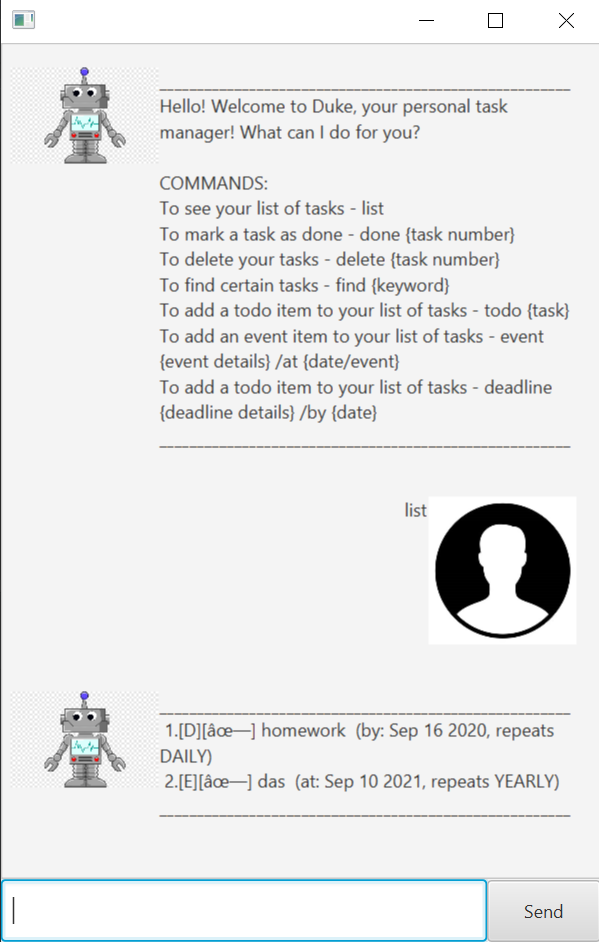 _______________________________________________
Hello! Welcome to Duke, your personal task
manager! What can I do for you?
COMMANDS:
To see your list of tasks - list
To mark a task as done - done {task number}
To delete your tasks - delete {task number}
To find certain tasks - find {keyword}
To add a todo item to your list of tasks - todo {task}
To add an event item to your list of tasks - event
{event details} /at {date/event}
To add a todo item to your list of tasks - deadline
{deadline details} /by {date}
_______________________________________________
list
_______________________________________________
1.[D][âœ—] homework  (by: Sep 16 2020, repeats
DAILY)
2.[E][âœ—] das  (at: Sep 10 2021, repeats YEARLY)
_______________________________________________
Send